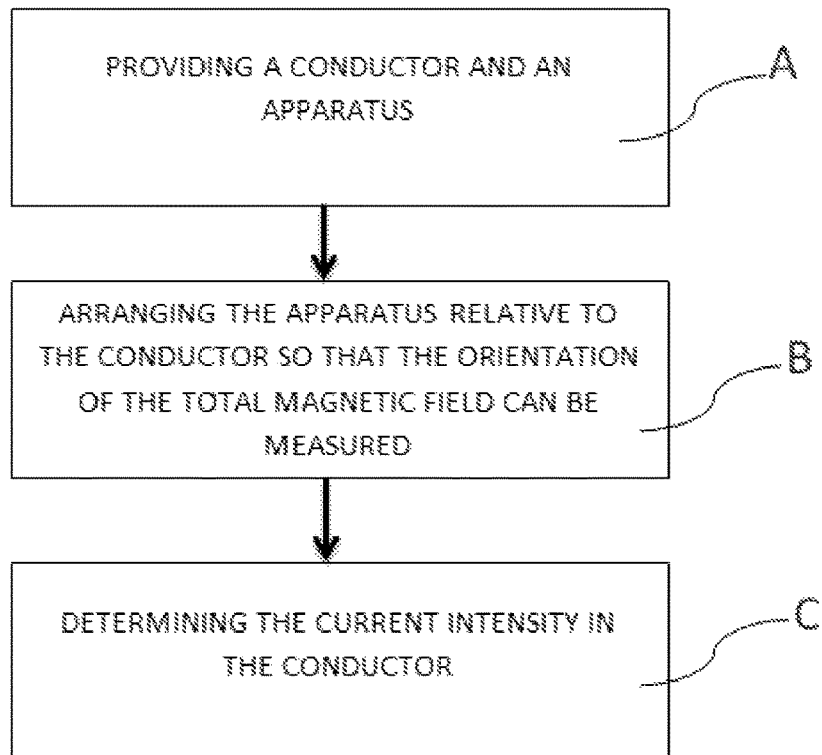 PROVIDING A CONDUCTOR AND AN
APPARATUS
A
ARRANGING THE APPARATUS RELATIVE TO
THE CONDUCTOR SO THAT THE ORIENTATION
OF THE TOTAL MAGNETIC FIELD CAN BE
MEASURED
B
DETERMINING THE CURRENT INTENSITY IN
THE CONDUCTOR
C